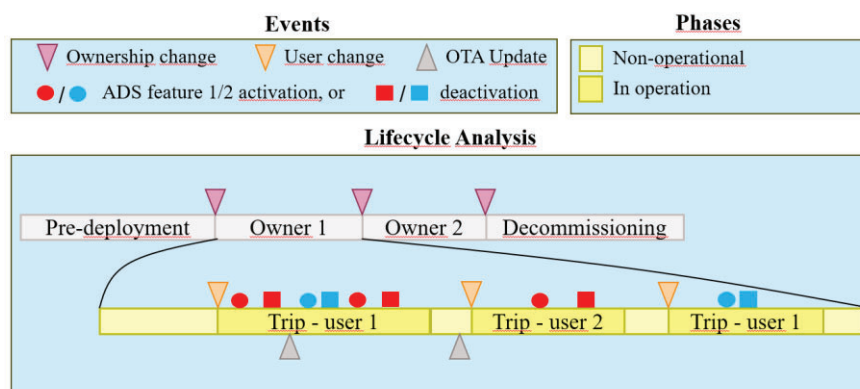 Events
Ownership change
User change
OTA Update
/ ADS feature 1/2 activation, or / deactivation
Phases
Non-operational
In operation
Lifecycle Analysis
Pre-deployment
Owner 1
Owner 2
Decommissioning
Trip - user 1
Trip - user 2
Trip - user 1